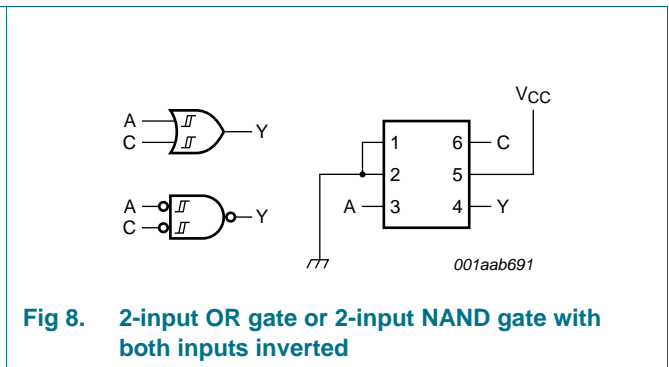 A
C
Y
A
C
Y
VCC
1
2
A 3
6 C
5
4 Y
001aab691
Fig 8. 2-input OR gate or 2-input NAND gate with
both inputs inverted